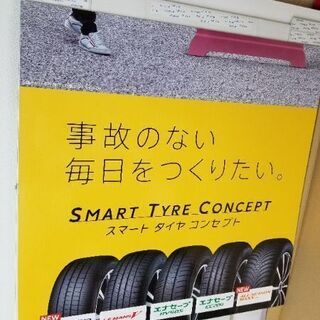 事故のない
毎日をつくりたい。
SMART TYRE CONCEPT
スマート タイヤ コンセプト
NEW
エナセーブ
エナセーブ
EC204
NEW